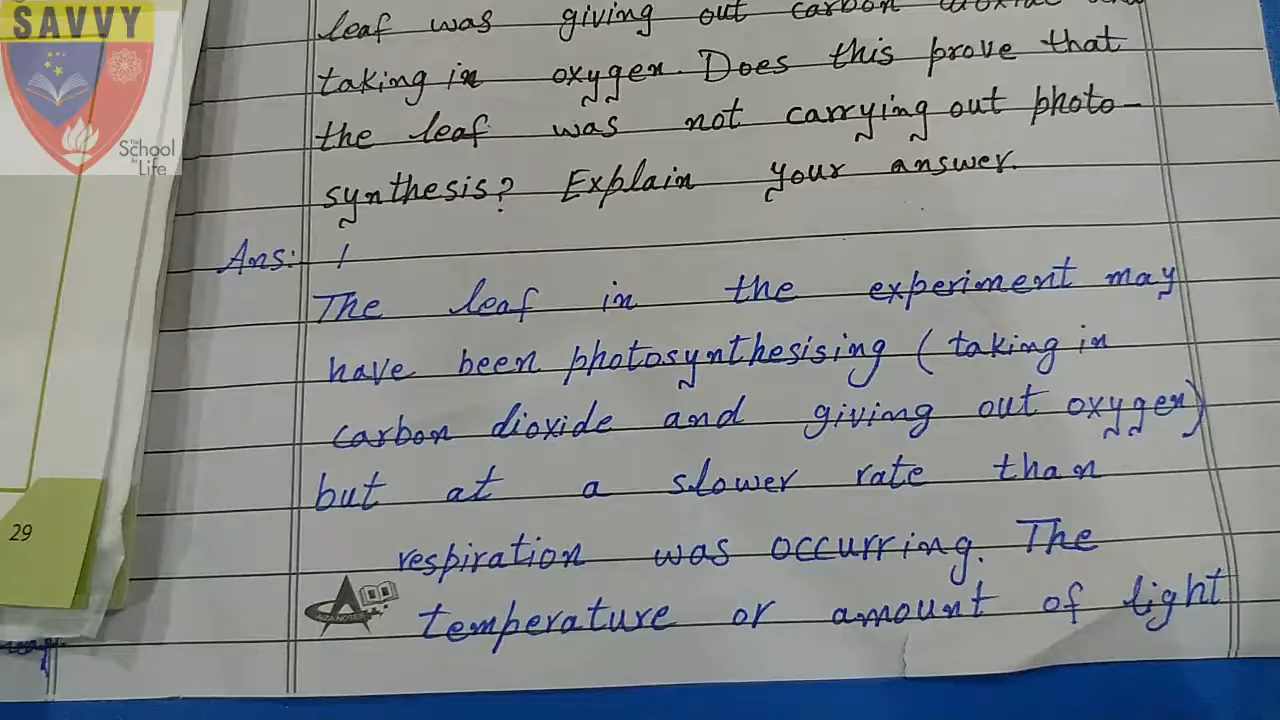 SAVVY
The School for Life
leaf was giving out carbon
taking in oxygen. Does this prove that
the leaf was not carrying out photo-
synthesis? Explain your answer.
Ans: 1
The leaf in the experiment may
have been photosynthesising (taking in
carbon dioxide and giving out oxygen)
but at a slower rate than
respiration was occurring. The
temperature or amount of light
29